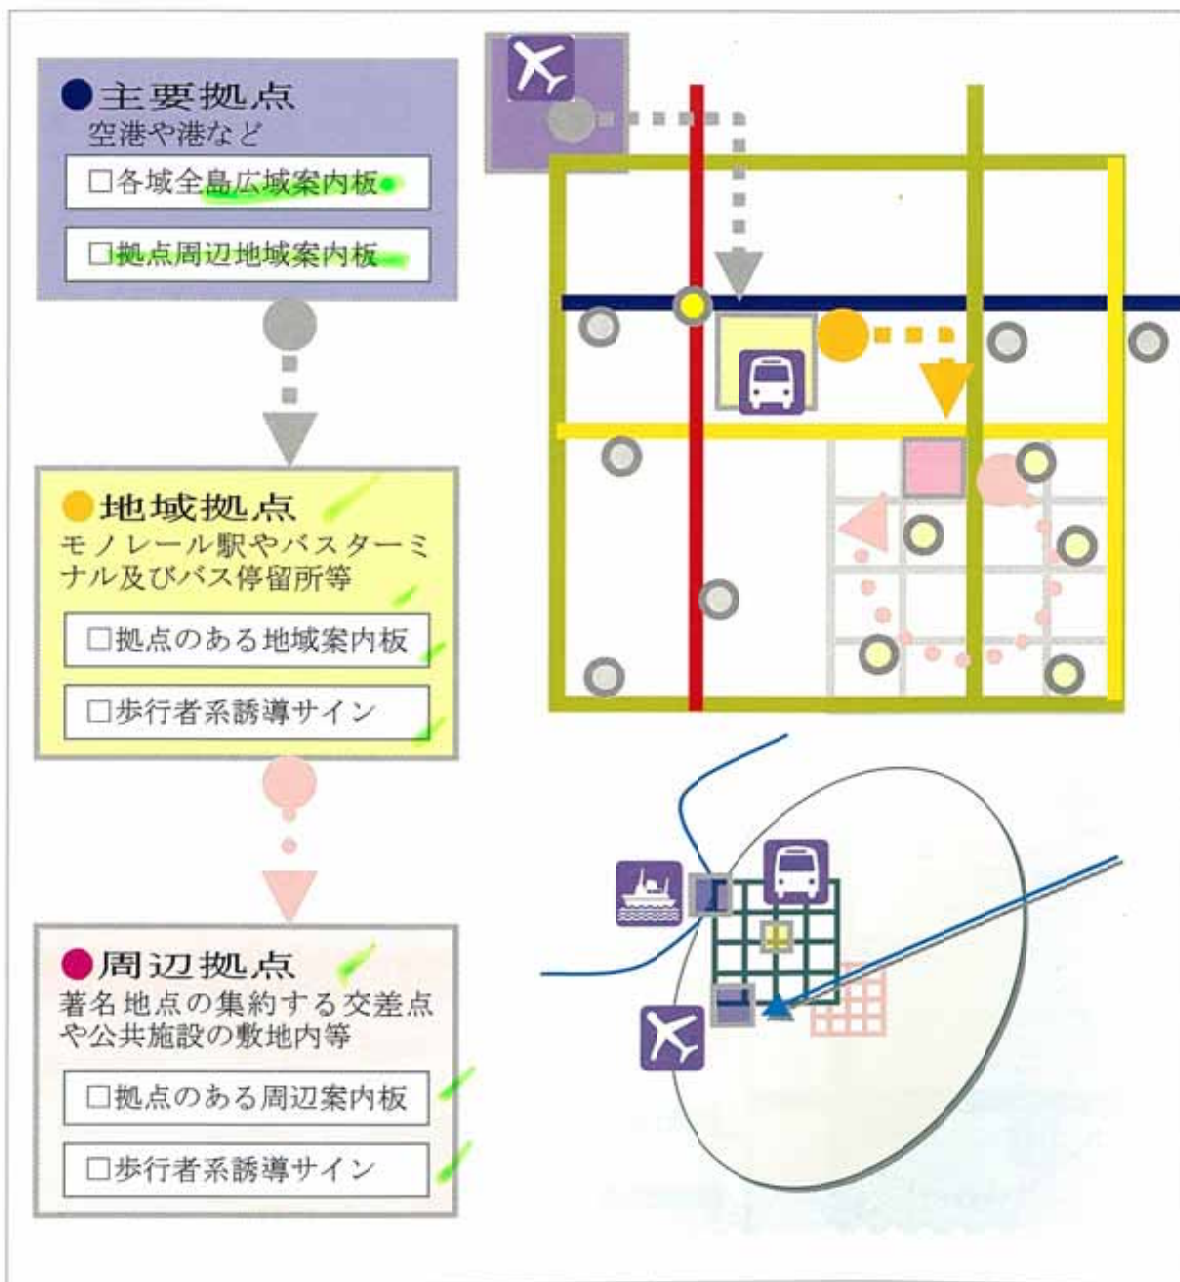 ●主要拠点
空港や港など
□各域全島広域案内板
□拠点周辺地域案内板
●地域拠点
モノレール駅やバスターミ
ナル及びバス停留所等
□拠点のある地域案内板
□歩行者系誘導サイン
●周辺拠点
著名地点の集約する交差点
や公共施設の敷地内等
□拠点のある周辺案内板
□歩行者系誘導サイン